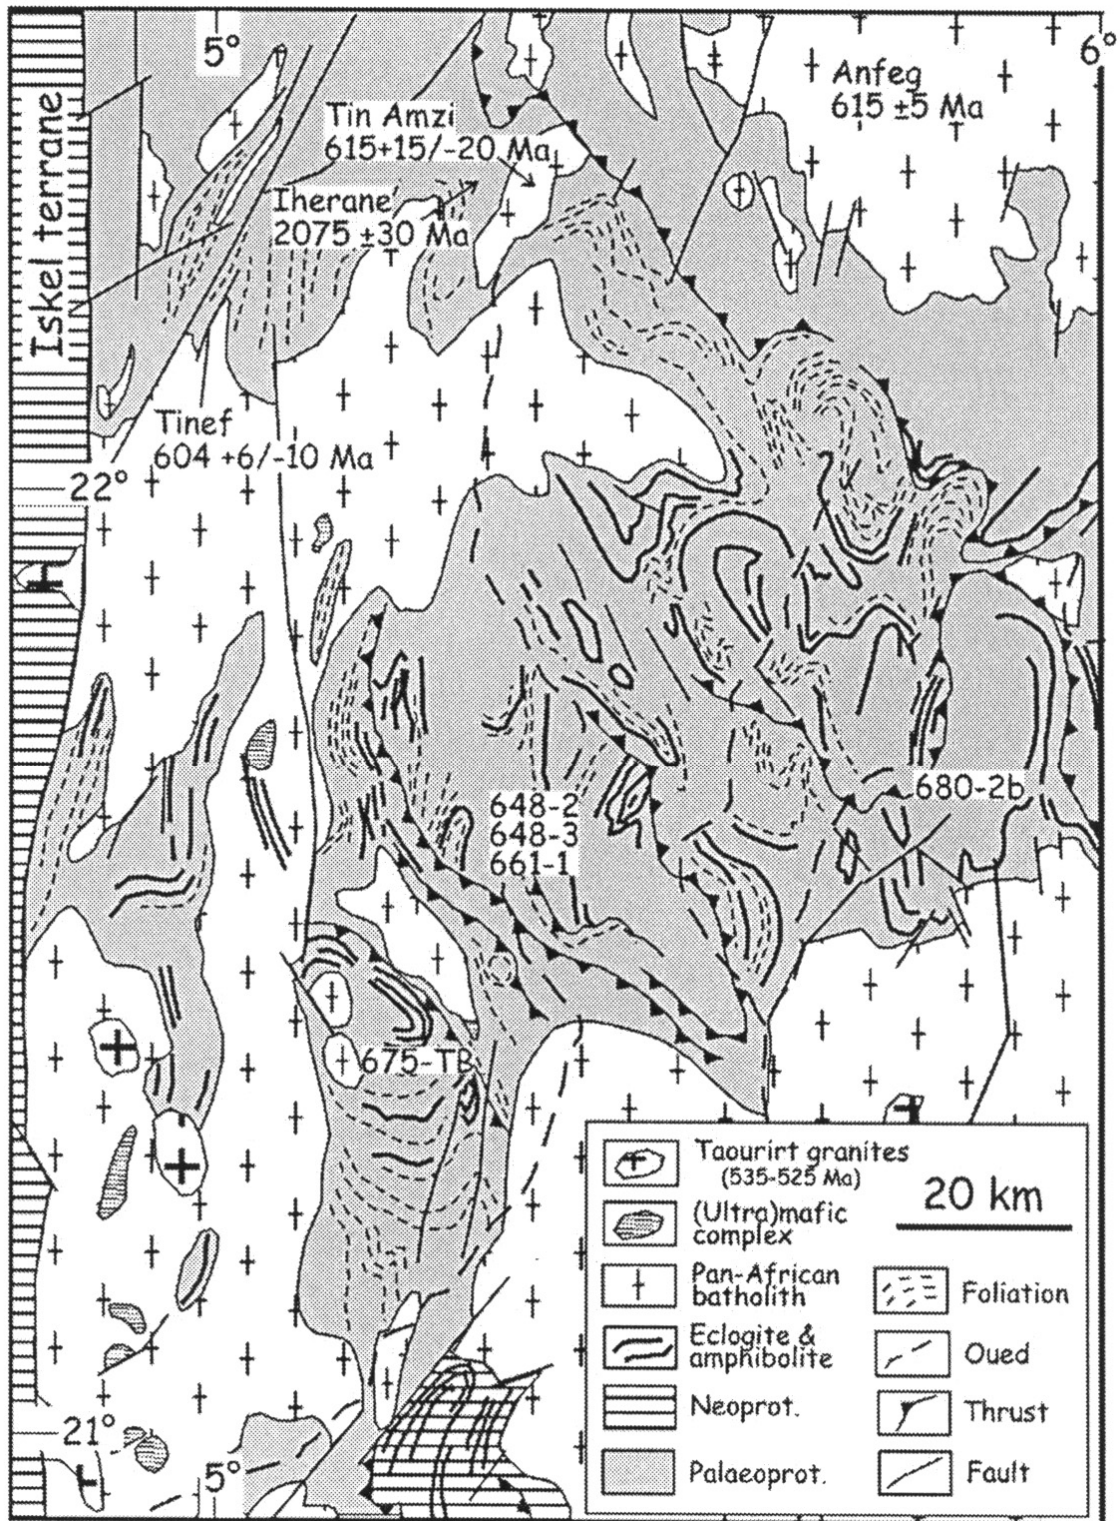 5°
6°
Anfeg
615 ±5 Ma
Tin Amzi
615+15/-20 Ma
Iskel terrane
Iherane
2075 ±30 Ma
Tinef
604 +6/-10 Ma
22°
680-2b
648-2
648-3
661-1
675-TB
Taourirt granites
(535-525 Ma)
20 km
(Ultra)mafic
complex
Pan-African
batholith
Foliation
Eclogite &
amphibolite
Oued
Neoprot.
Thrust
21°
Palaeoprot.
Fault
5°